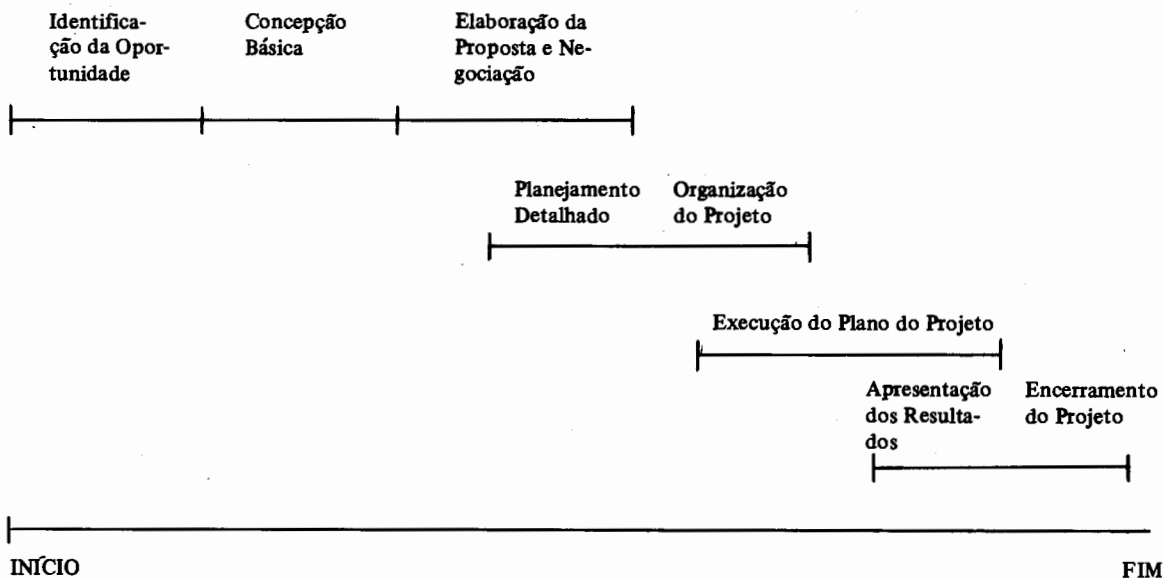 Identifica-
ção da Opor-
tunidade
Concepção
Básica
Elaboração da
Proposta e Ne-
gociação
Planejamento
Detalhado
Organização
do Projeto
Execução do Plano do Projeto
Apresentação
dos Resulta-
dos
Encerramento
do Projeto
INÍCIO
FIM